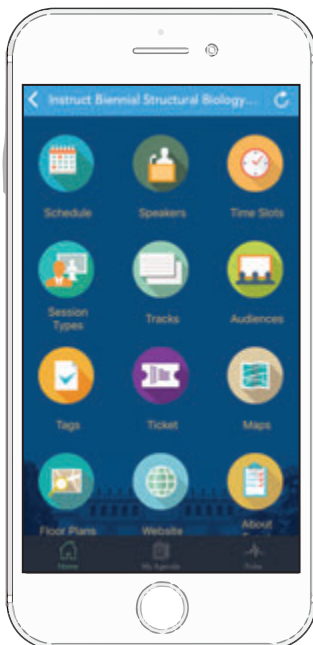 Instruct Biennial Structural Biology...
Schedule
Speakers
Time Slots
Session
Types
Tracks
Audiences
Tags
Ticket
Maps
Floor Plans
Website
About
Home
My Agenda